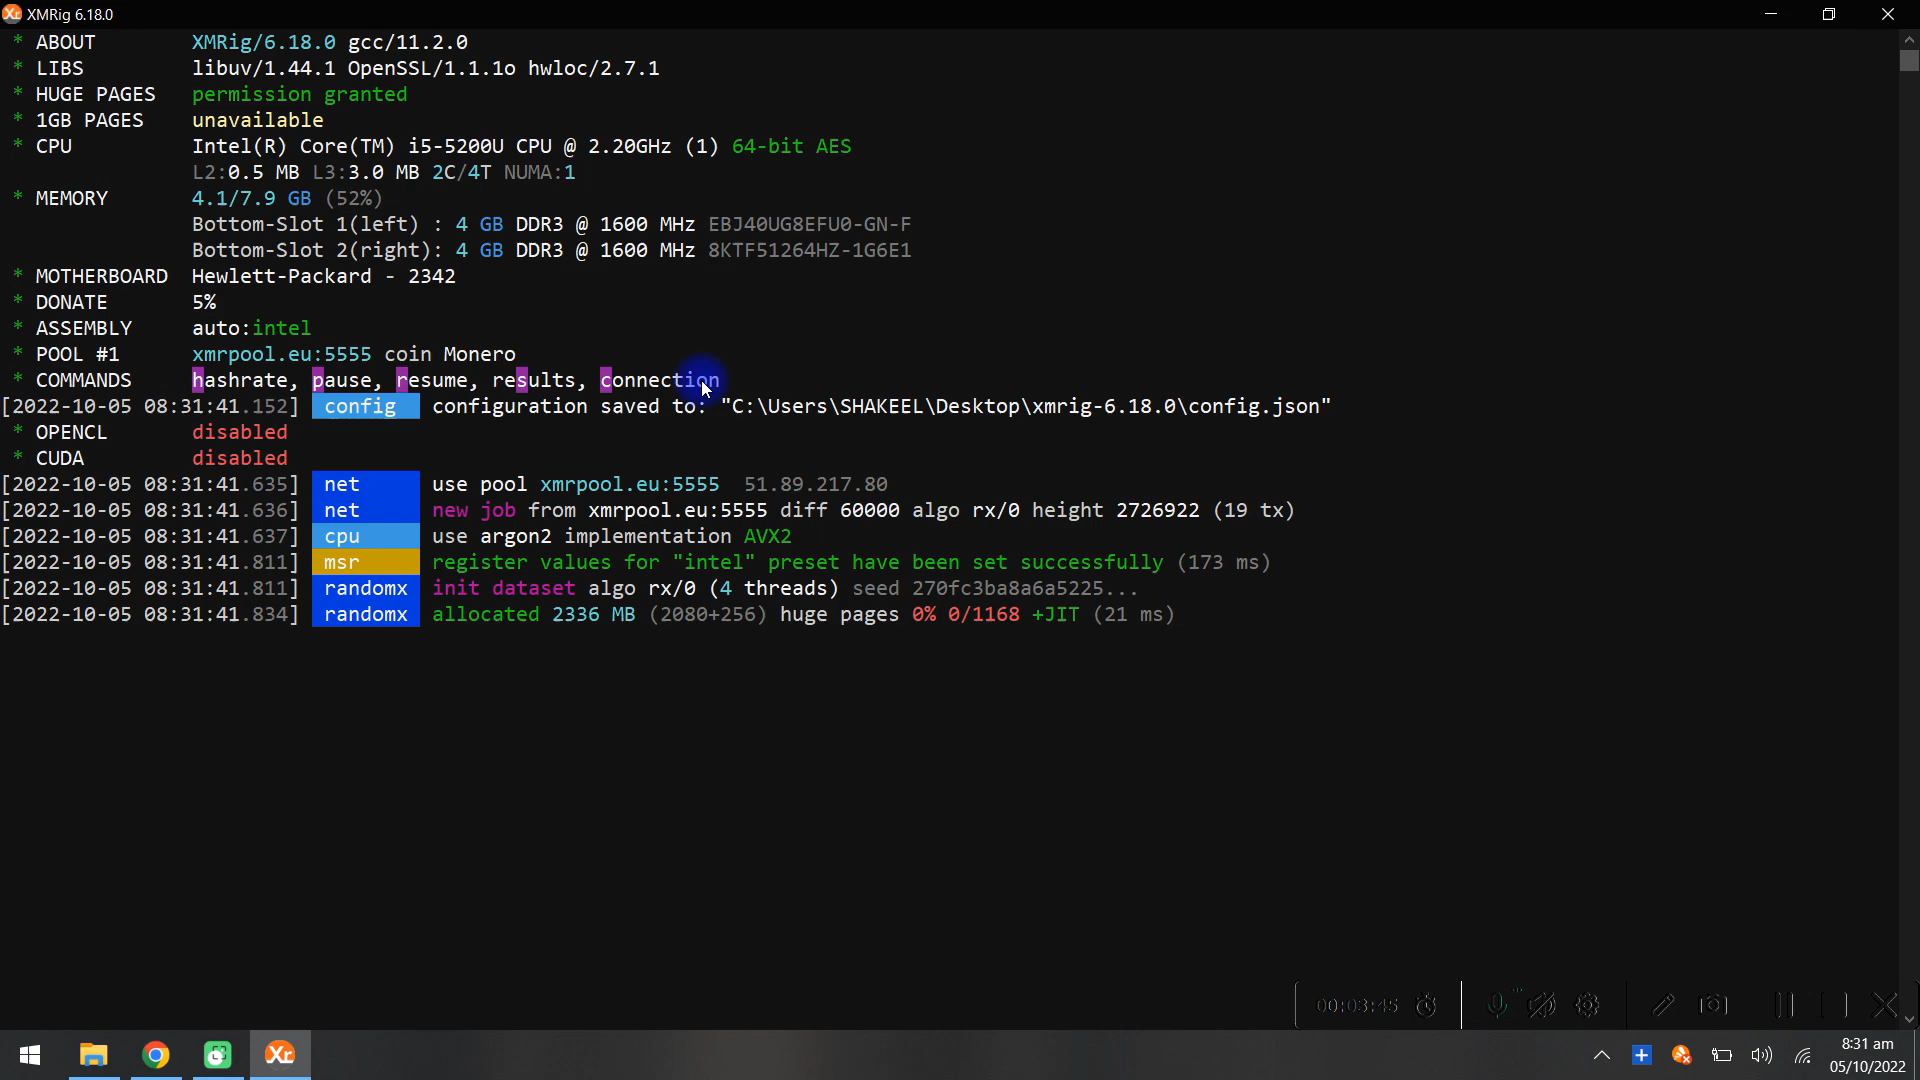 XMRig 6.18.0
* ABOUT XMRig/6.18.0 gcc/11.2.0
* LIBS libuv/1.44.1 OpenSSL/1.1.1o hwloc/2.7.1
* HUGE PAGES permission granted
* 1GB PAGES unavailable
* CPU Intel(R) Core(TM) i5-5200U CPU @ 2.20GHz (1) 64-bit AES
L2:0.5 MB L3:3.0 MB 2C/4T NUMA:1
* MEMORY 4.1/7.9 GB (52%)
Bottom-Slot 1(left) : 4 GB DDR3 @ 1600 MHz EBJ40UG8EFU0-GN-F
Bottom-Slot 2(right): 4 GB DDR3 @ 1600 MHz 8KTF51264HZ-1G6E1
* MOTHERBOARD Hewlett-Packard - 2342
* DONATE 5%
* ASSEMBLY auto:intel
* POOL #1 xmrpool.eu:5555 coin Monero
* COMMANDS hashrate, pause, resume, results, connection
[2022-10-05 08:31:41.152] config configuration saved to: "C:\Users\SHAKEEL\Desktop\xmrig-6.18.0\config.json"
* OPENCL disabled
* CUDA disabled
[2022-10-05 08:31:41.635] net use pool xmrpool.eu:5555 51.89.217.80
[2022-10-05 08:31:41.636] net new job from xmrpool.eu:5555 diff 60000 algo rx/0 height 2726922 (19 tx)
[2022-10-05 08:31:41.637] cpu use argon2 implementation AVX2
[2022-10-05 08:31:41.811] msr register values for "intel" preset have been set successfully (173 ms)
[2022-10-05 08:31:41.811] randomx init dataset algo rx/0 (4 threads) seed 270fc3ba8a6a5225...
[2022-10-05 08:31:41.834] randomx allocated 2336 MB (2080+256) huge pages 0% 0/1168 +JIT (21 ms)
00:03:45
8:31 am
05/10/2022